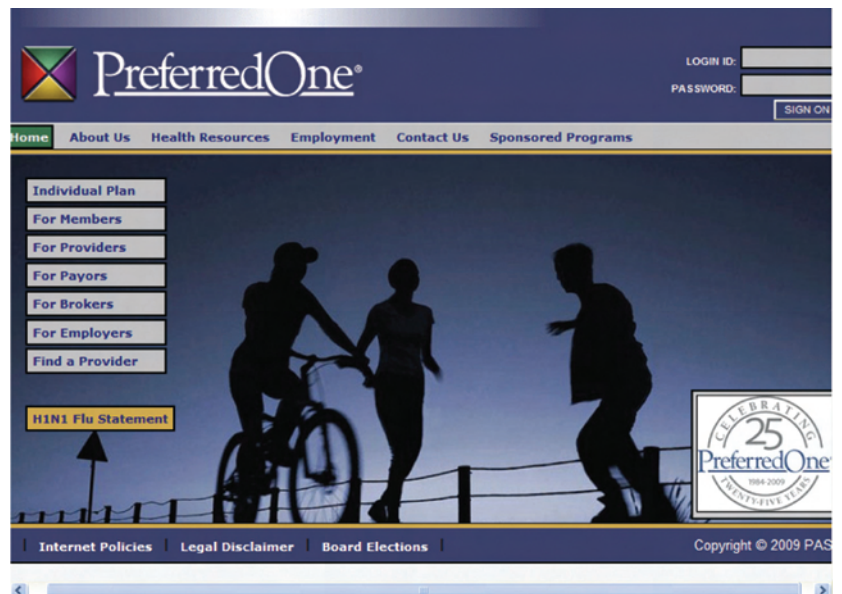 PreferredOne®
LOGIN ID:
PASSWORD:
SIGN ON
Home About Us Health Resources Employment Contact Us Sponsored Programs
Individual Plan
For Members
For Providers
For Payors
For Brokers
For Employers
Find a Provider
H1N1 Flu Statement
CELEBRATING
25
PreferredOne
1984-2009
TWENTY-FIVE YEARS
Internet Policies Legal Disclaimer Board Elections Copyright © 2009 PAS